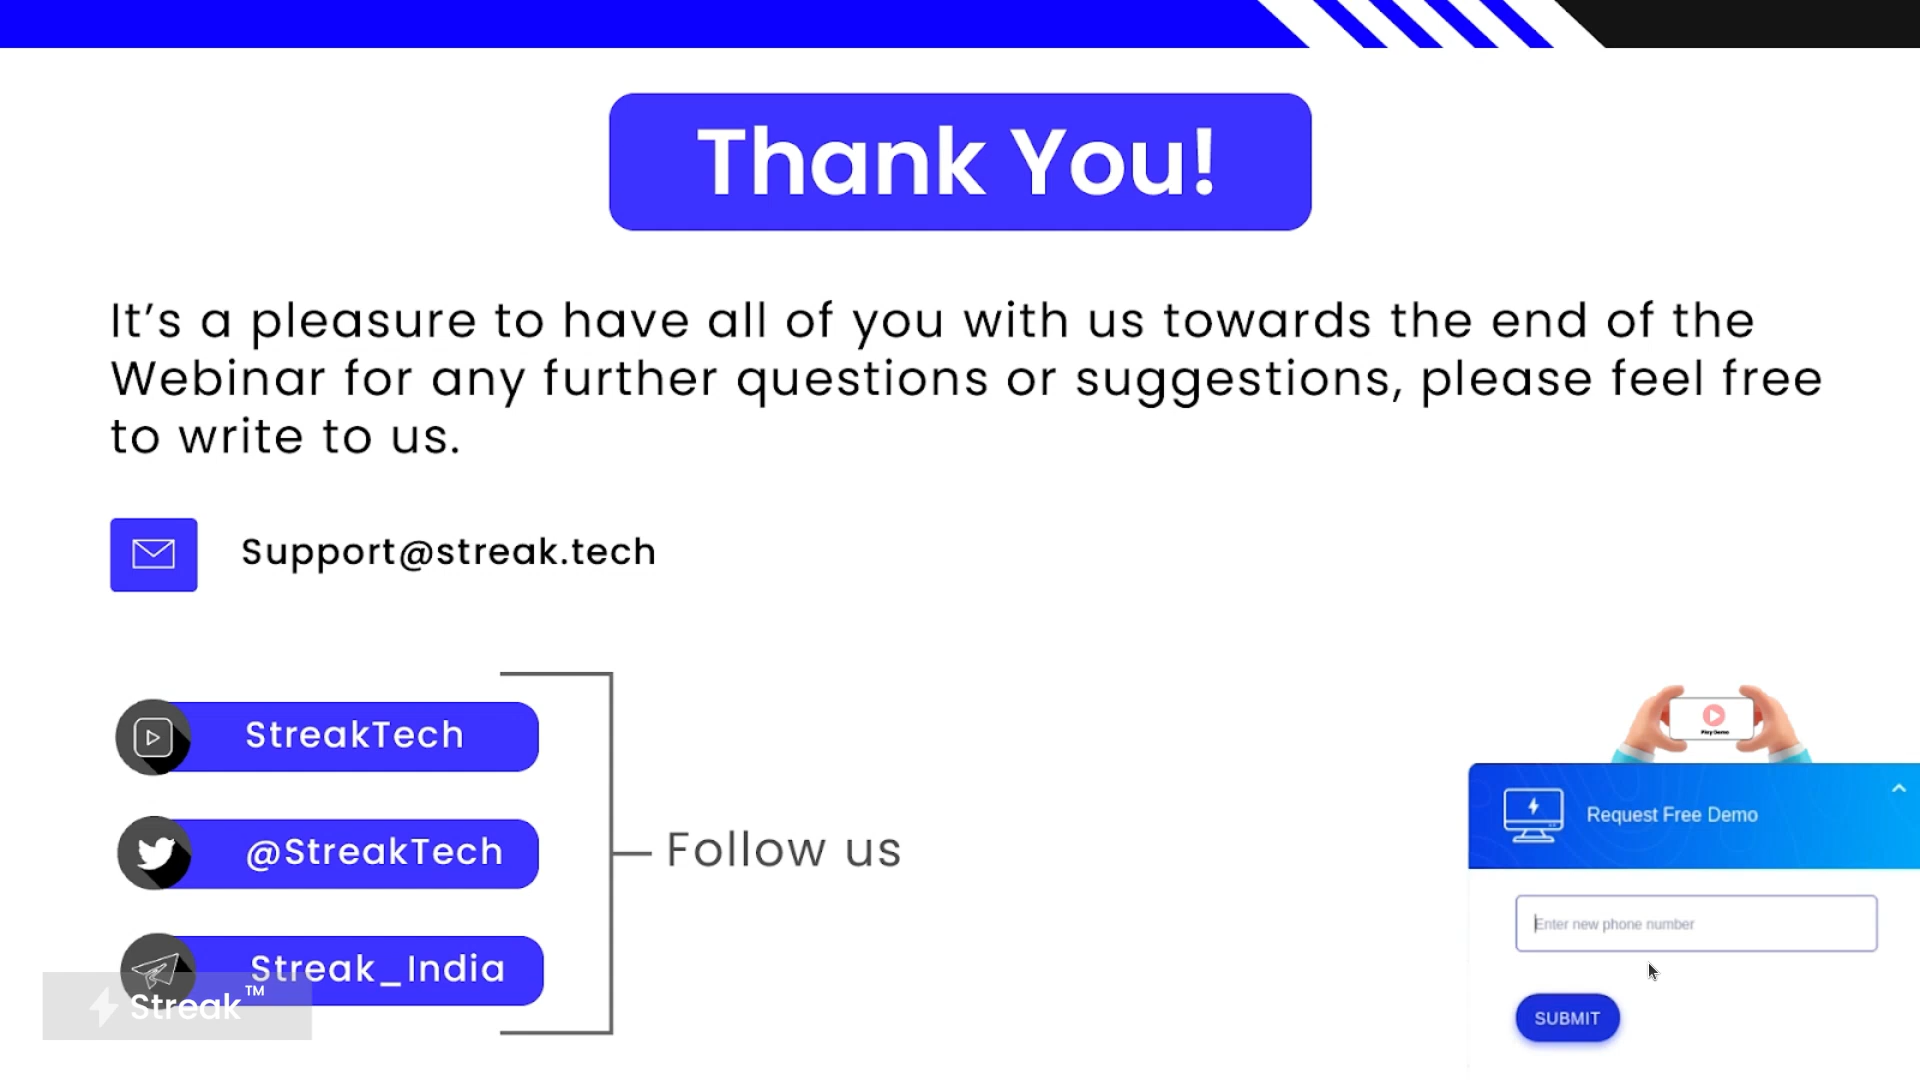 Thank You!
It’s a pleasure to have all of you with us towards the end of the
Webinar for any further questions or suggestions, please feel free
to write to us.
Support@streak.tech
StreakTech
@StreakTech
Streak_India
Follow us
Streak™
Play Demo
Request Free Demo
Enter new phone number
SUBMIT